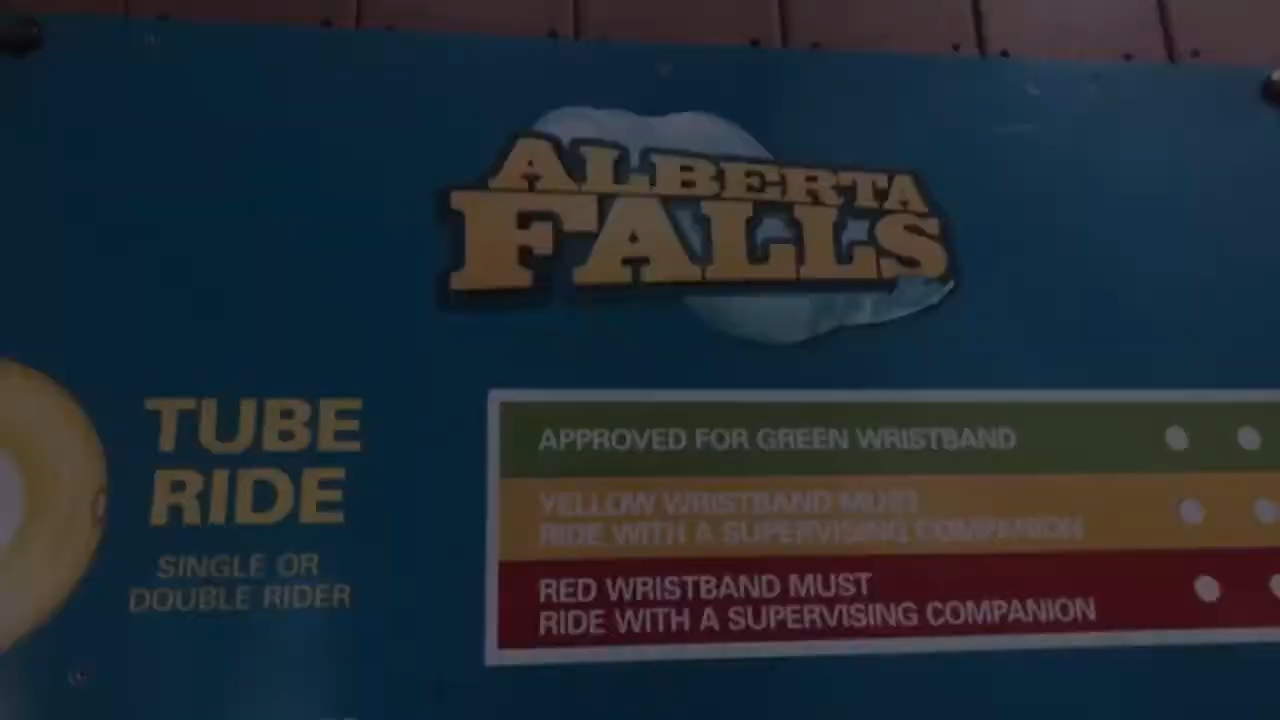 ALBERTA
FALLS
TUBE
RIDE
SINGLE OR
DOUBLE RIDER
APPROVED FOR GREEN WRISTBAND
YELLOW WRISTBAND MUST
RIDE WITH A SUPERVISING COMPANION
RED WRISTBAND MUST
RIDE WITH A SUPERVISING COMPANION